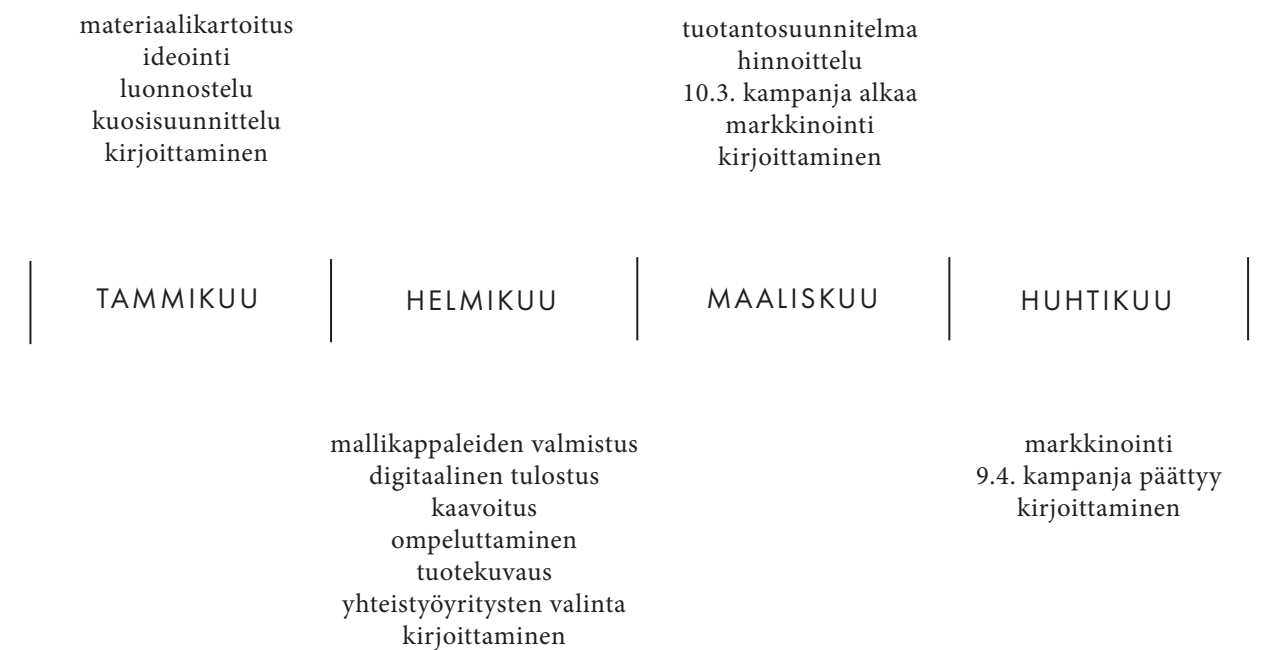 materiaalikartoitus
ideointi
luonnostelu
kuosisuunnittelu
kirjoittaminen
tuotantosuunnitelma
hinnoittelu
10.3. kampanja alkaa
markkinointi
kirjoittaminen
TAMMIKUU
HELMIKUU
MAALISKUU
HUHTIKUU
mallikappaleiden valmistus
digitaalinen tulostus
kaavoitus
ompeluttaminen
tuotekuvaus
yhteistyöyritysten valinta
kirjoittaminen
markkinointi
9.4. kampanja päättyy
kirjoittaminen